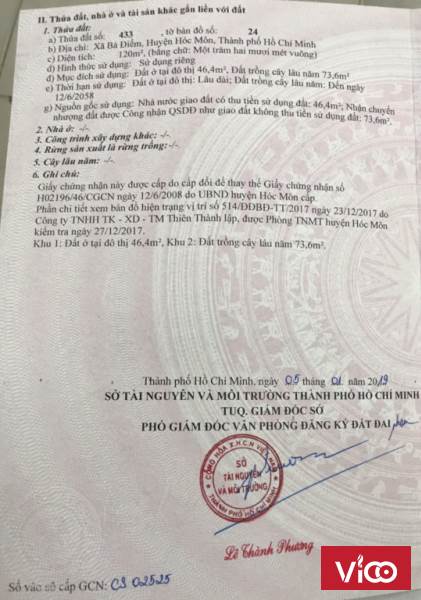 II. Thửa đất, nhà ở và tài sản khác gắn liền với đất
1. Thửa đất:
a) Thửa đất số: 433 , tờ bản đồ số: 24
b) Địa chỉ: Xã Bà Điểm, Huyện Hóc Môn, Thành phố Hồ Chí Minh
c) Diện tích: 120m², (bằng chữ: Một trăm hai mươi mét vuông)
d) Hình thức sử dụng: Sử dụng riêng
đ) Mục đích sử dụng: Đất ở tại đô thị 46,4m², Đất trồng cây lâu năm 73,6m²
e) Thời hạn sử dụng: Đất ở tại đô thị: Lâu dài; Đất trồng cây lâu năm: Đến ngày
12/6/2058
g) Nguồn gốc sử dụng: Nhà nước giao đất có thu tiền sử dụng đất: 46,4m²; Nhận chuyển
nhượng đất được Công nhận QSDĐ như giao đất không thu tiền sử dụng đất: 73,6m².
2. Nhà ở: -/-
3. Công trình xây dựng khác: -/-
4. Rừng sản xuất là rừng trồng:-/-
5. Cây lâu năm: -/-
6. Ghi chú:
Giấy chứng nhận này được cấp do cấp đổi để thay thế Giấy chứng nhận số
H02196/46/CGCN ngày 12/6/2008 do UBND huyện Hóc Môn cấp.
Phần chi tiết xem bản đồ hiện trạng vị trí số 514/ĐĐBĐ-TT/2017 ngày 23/12/2017 do
Công ty TNHH TK - XD - TM Thiên Thành lập, được Phòng TNMT huyện Hóc Môn
kiểm tra ngày 27/12/2017.
Khu 1: Đất ở tại đô thị 46,4m², Khu 2: Đất trồng cây lâu năm 73,6m².
Thành phố Hồ Chí Minh, ngày 05 tháng 01 năm 2019
SỞ TÀI NGUYÊN VÀ MÔI TRƯỜNG THÀNH PHỐ HỒ CHÍ MINH
TUQ. GIÁM ĐỐC SỞ
PHÓ GIÁM ĐỐC VĂN PHÒNG ĐĂNG KÝ ĐẤT ĐAI
CỘNG HÒA X.H.C.N VIỆT NAM
SỞ
TÀI NGUYÊN
VÀ MÔI TRƯỜNG
THÀNH PHỐ HỒ CHÍ MINH
Lê Thành Phương
Số vào sổ cấp GCN: CS 02525
ViCO